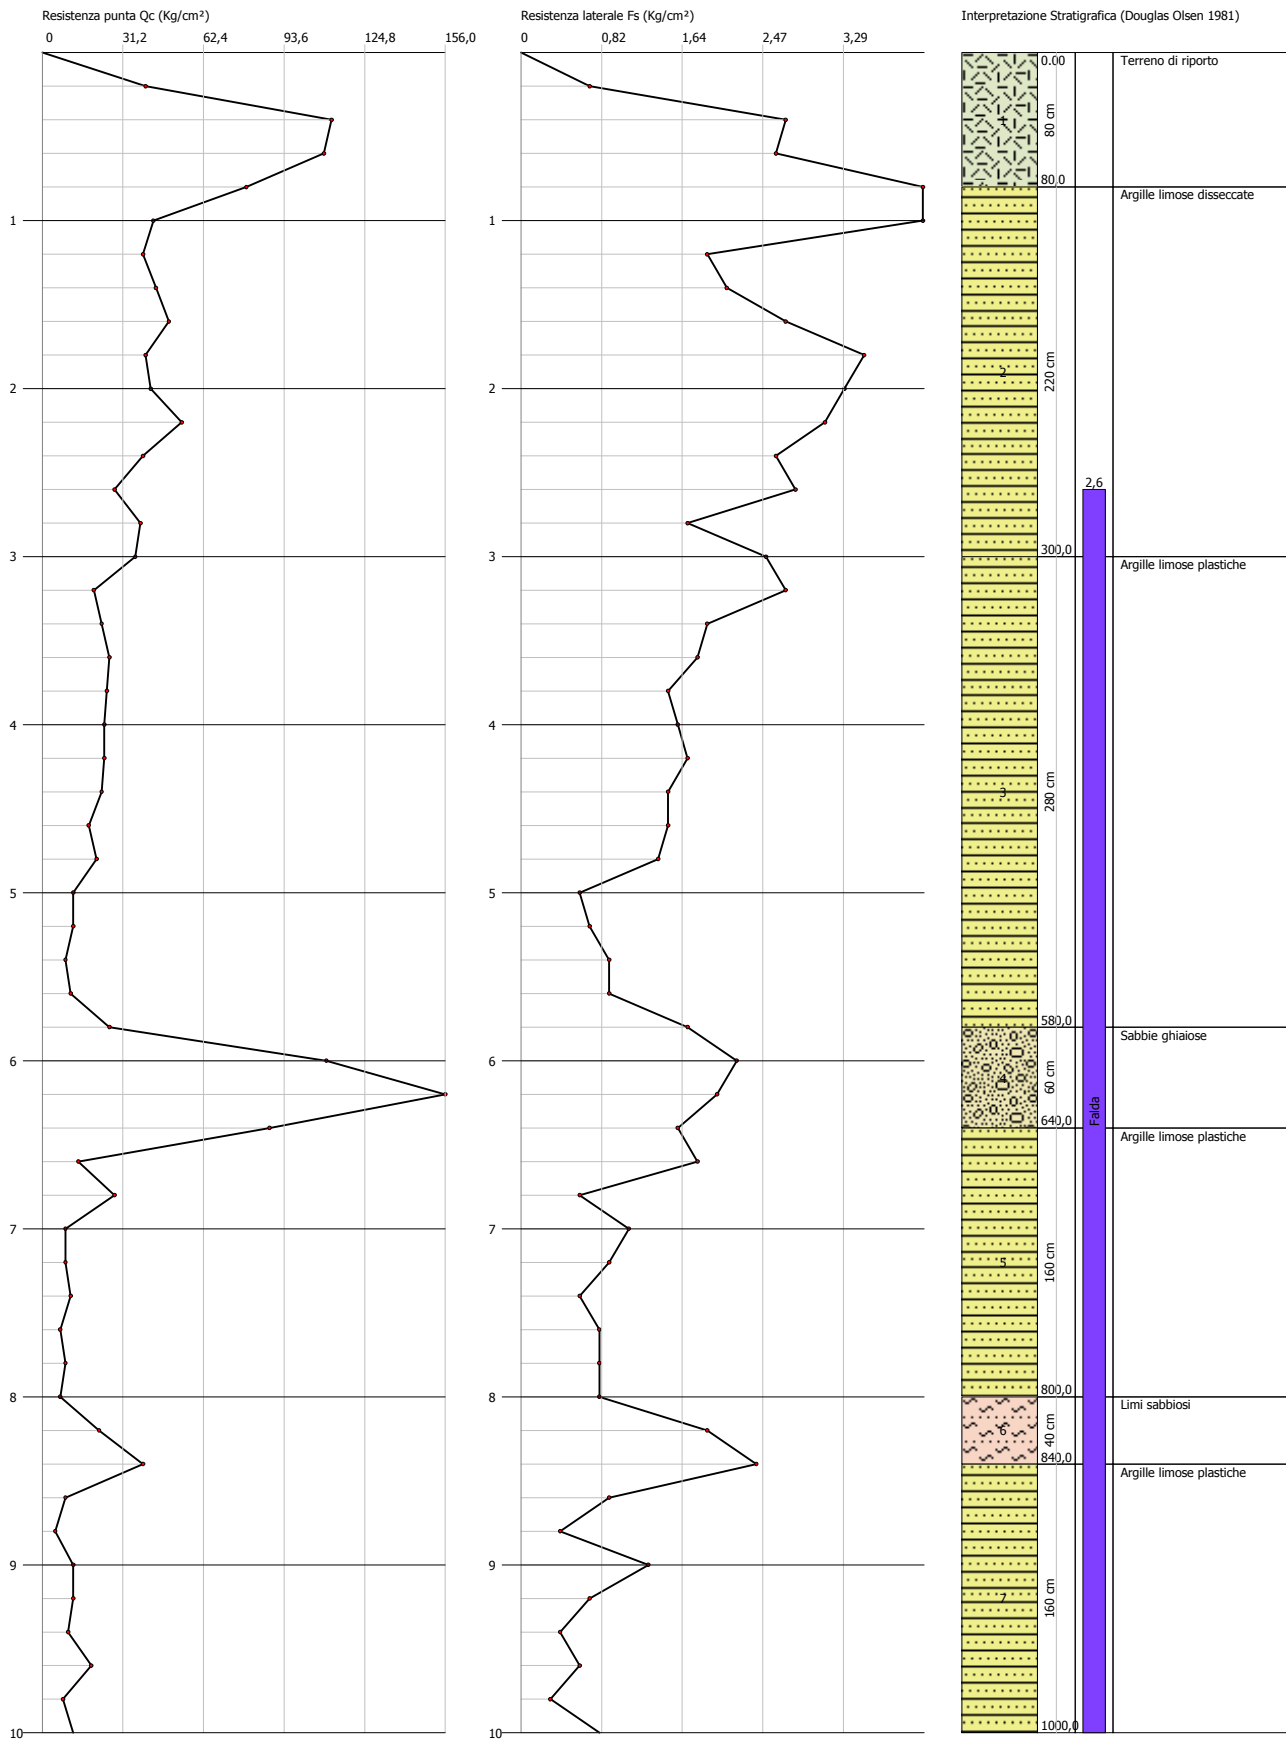 Resistenza punta Qc (Kg/cm²)
Resistenza laterale Fs (Kg/cm²)
Interpretazione Stratigrafica (Douglas Olsen 1981)
0 31,2 62,4 93,6 124,8 156,0
0 0,82 1,64 2,47 3,29
0.00
Terreno di riporto
1
80 cm
80,0
Argille limose disseccate
1 1
2
220 cm
2 2
2,6
300,0
3 3
Argille limose plastiche
4 4
3
280 cm
5 5
580,0
Sabbie ghiaiose
6 6
4
60 cm
Falda
640,0
Argille limose plastiche
7 7
5
160 cm
8 8
800,0
Limi sabbiosi
6
40 cm
840,0
Argille limose plastiche
9 9
7
160 cm
1000,0
10 10